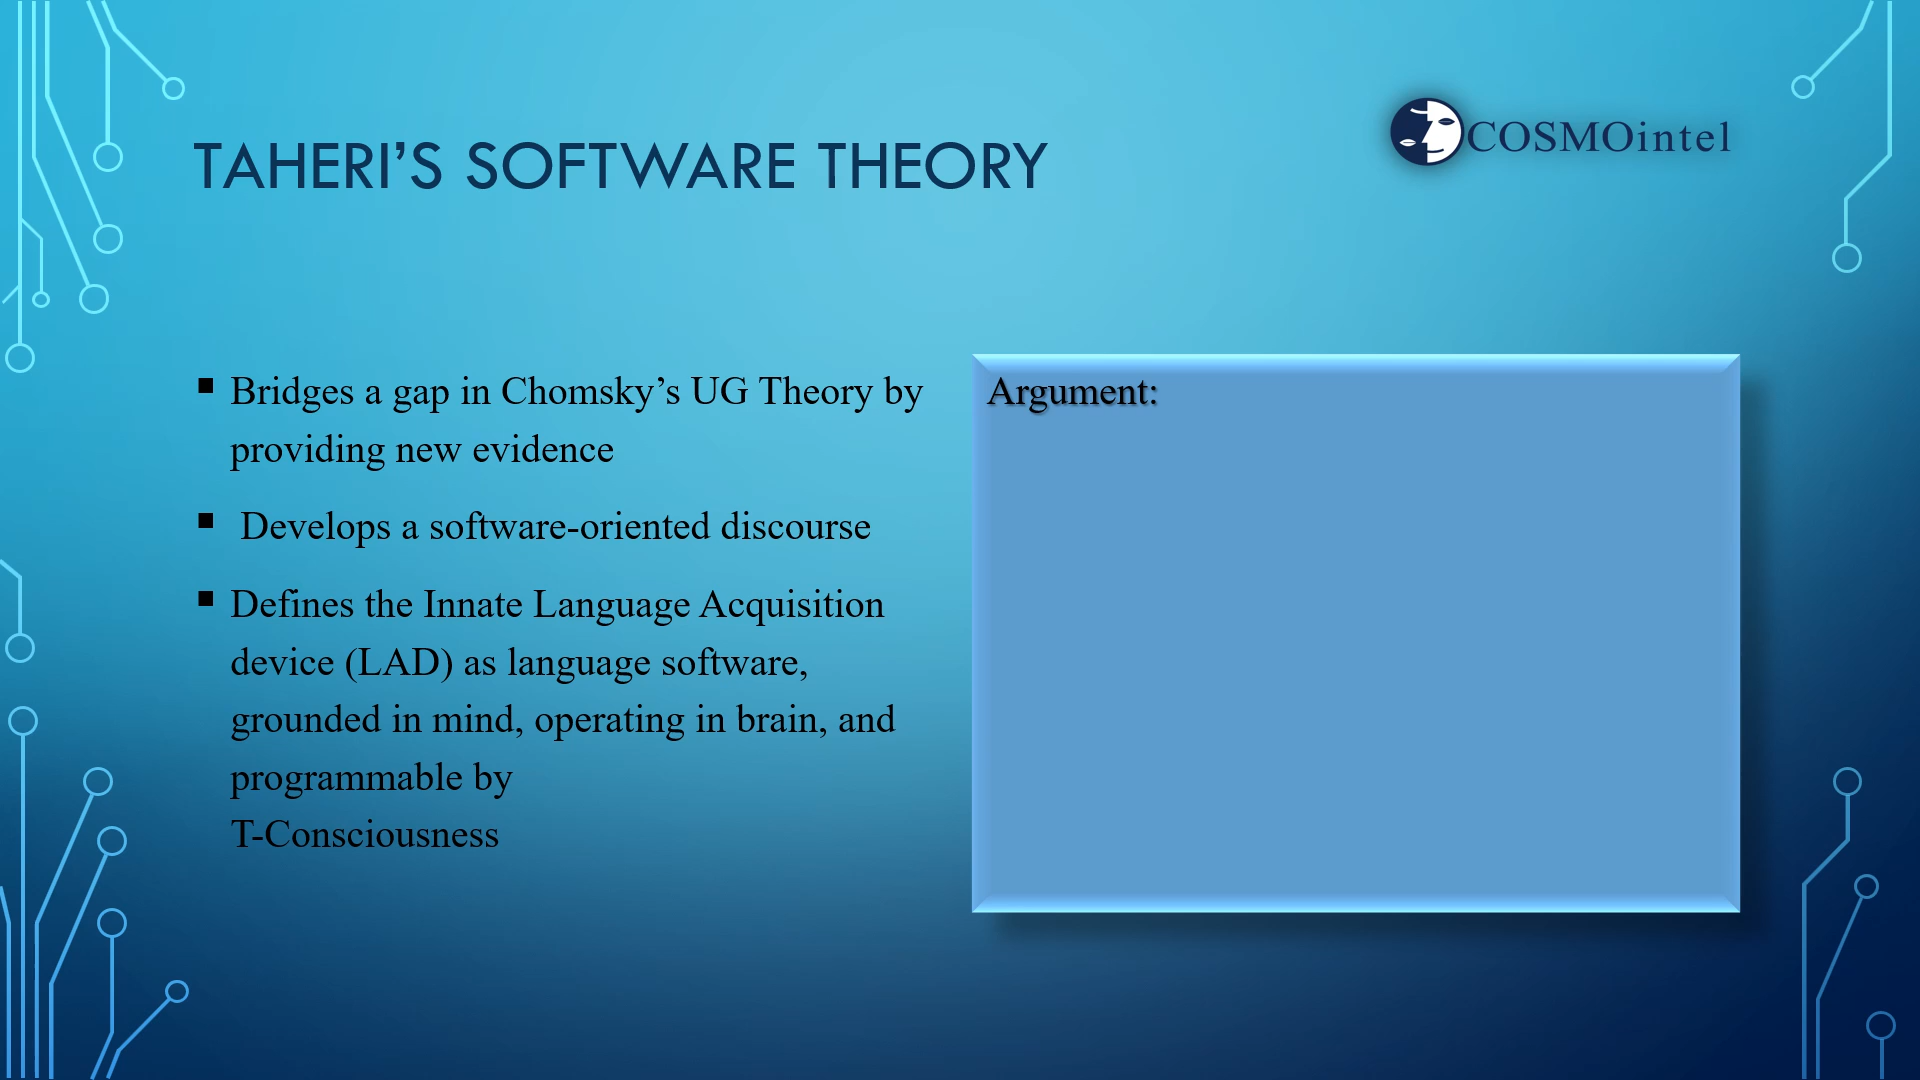 COSMOintel
TAHERI’S SOFTWARE THEORY
▪ Bridges a gap in Chomsky’s UG Theory by
providing new evidence
▪ Develops a software-oriented discourse
▪ Defines the Innate Language Acquisition
device (LAD) as language software,
grounded in mind, operating in brain, and
programmable by
T-Consciousness
Argument: